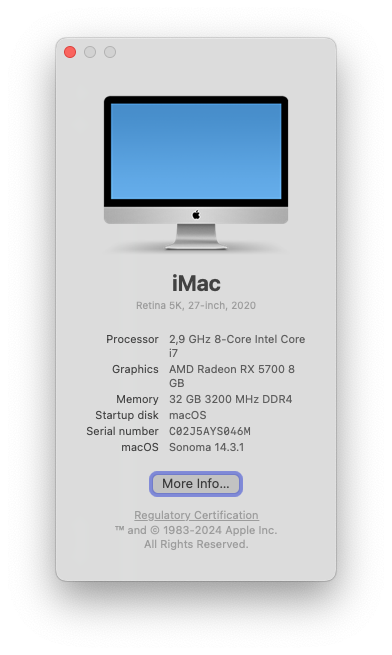 iMac
Retina 5K, 27-inch, 2020
Processor 2,9 GHz 8-Core Intel Core
i7
Graphics AMD Radeon RX 5700 8
GB
Memory 32 GB 3200 MHz DDR4
Startup disk macOS
Serial number C02J5AYS046M
macOS Sonoma 14.3.1
More Info...
Regulatory Certification
™ and © 1983-2024 Apple Inc.
All Rights Reserved.